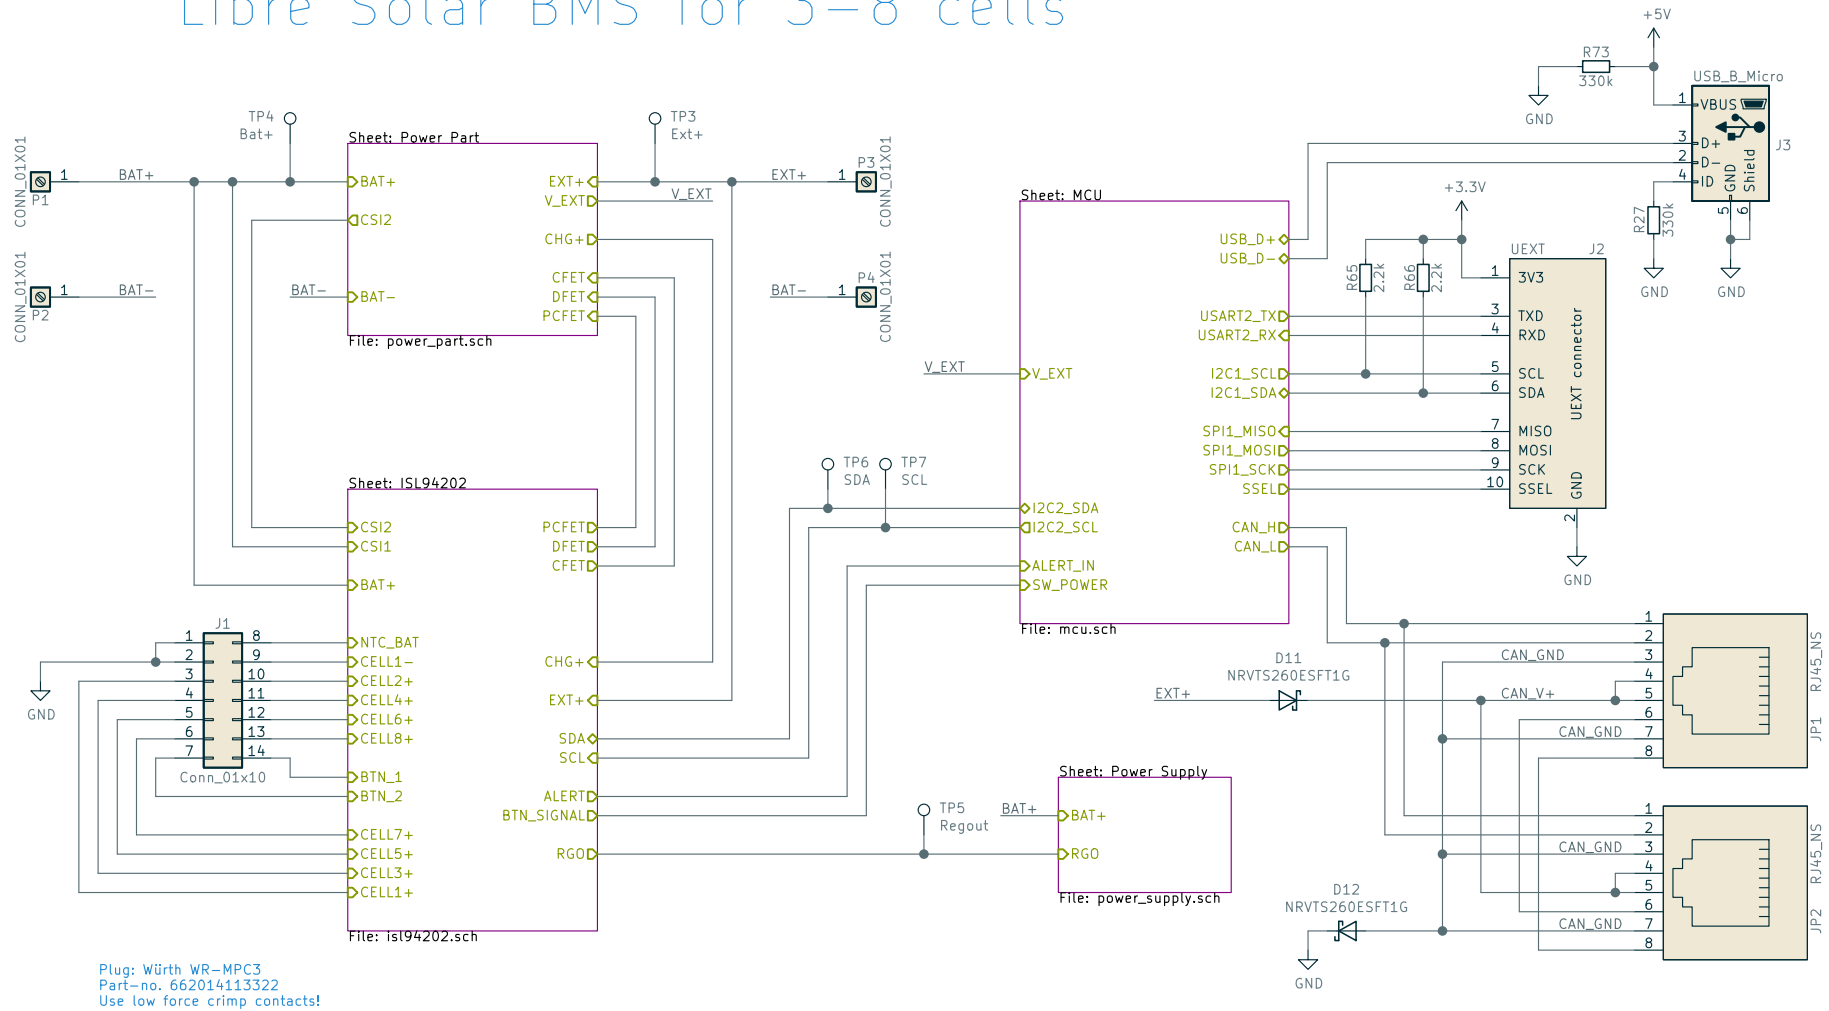 Libre Solar BMS for 3-8 cells
+5V
R73
330k
GND
USB_B_Micro
1
VBUS
3
D+
2
D-
4
ID
GND
Shield
5
6
J3
R27
330k
GND
GND
TP4
Bat+
TP3
Ext+
CONN_01X01
1
P1
BAT+
CONN_01X01
1
P2
BAT-
Sheet: Power Part
BAT+
CSI2
BAT-
EXT+
V_EXT
CHG+
CFET
DFET
PCFET
File: power_part.sch
BAT-
V_EXT
EXT+
1
P3
CONN_01X01
BAT-
1
P4
CONN_01X01
Sheet: MCU
USB_D+
USB_D-
USART2_TX
USART2_RX
V_EXT
V_EXT
I2C1_SCL
I2C1_SDA
SPI1_MISO
SPI1_MOSI
SPI1_SCK
SSEL
I2C2_SDA
I2C2_SCL
CAN_H
CAN_L
ALERT_IN
SW_POWER
File: mcu.sch
+3.3V
R65
2.2k
R66
2.2k
UEXT
J2
1
3V3
3
TXD
4
RXD
5
SCL
6
SDA
7
MISO
8
MOSI
9
SCK
10
SSEL
UEXT connector
GND
2
GND
TP6
SDA
TP7
SCL
Sheet: ISL94202
CSI2
CSI1
BAT+
NTC_BAT
CELL1-
CELL2+
CELL4+
CELL6+
CELL8+
BTN_1
BTN_2
CELL7+
CELL5+
CELL3+
CELL1+
PCFET
DFET
CFET
CHG+
EXT+
SDA
SCL
ALERT
BTN_SIGNAL
RGO
File: isl94202.sch
J1
1
8
2
9
3
10
4
11
5
12
6
13
7
14
Conn_01x10
GND
D11
NRVTS260ESFT1G
EXT+
TP5
Regout
Sheet: Power Supply
BAT+
BAT+
RGO
File: power_supply.sch
D12
NRVTS260ESFT1G
GND
1
2
CAN_GND
3
4
CAN_V+
5
6
CAN_GND
7
8
RJ45_NS
JP1
1
2
CAN_GND
3
4
5
6
CAN_GND
7
8
RJ45_NS
JP2
Plug: Würth WR-MPC3
Part-no. 662014113322
Use low force crimp contacts!